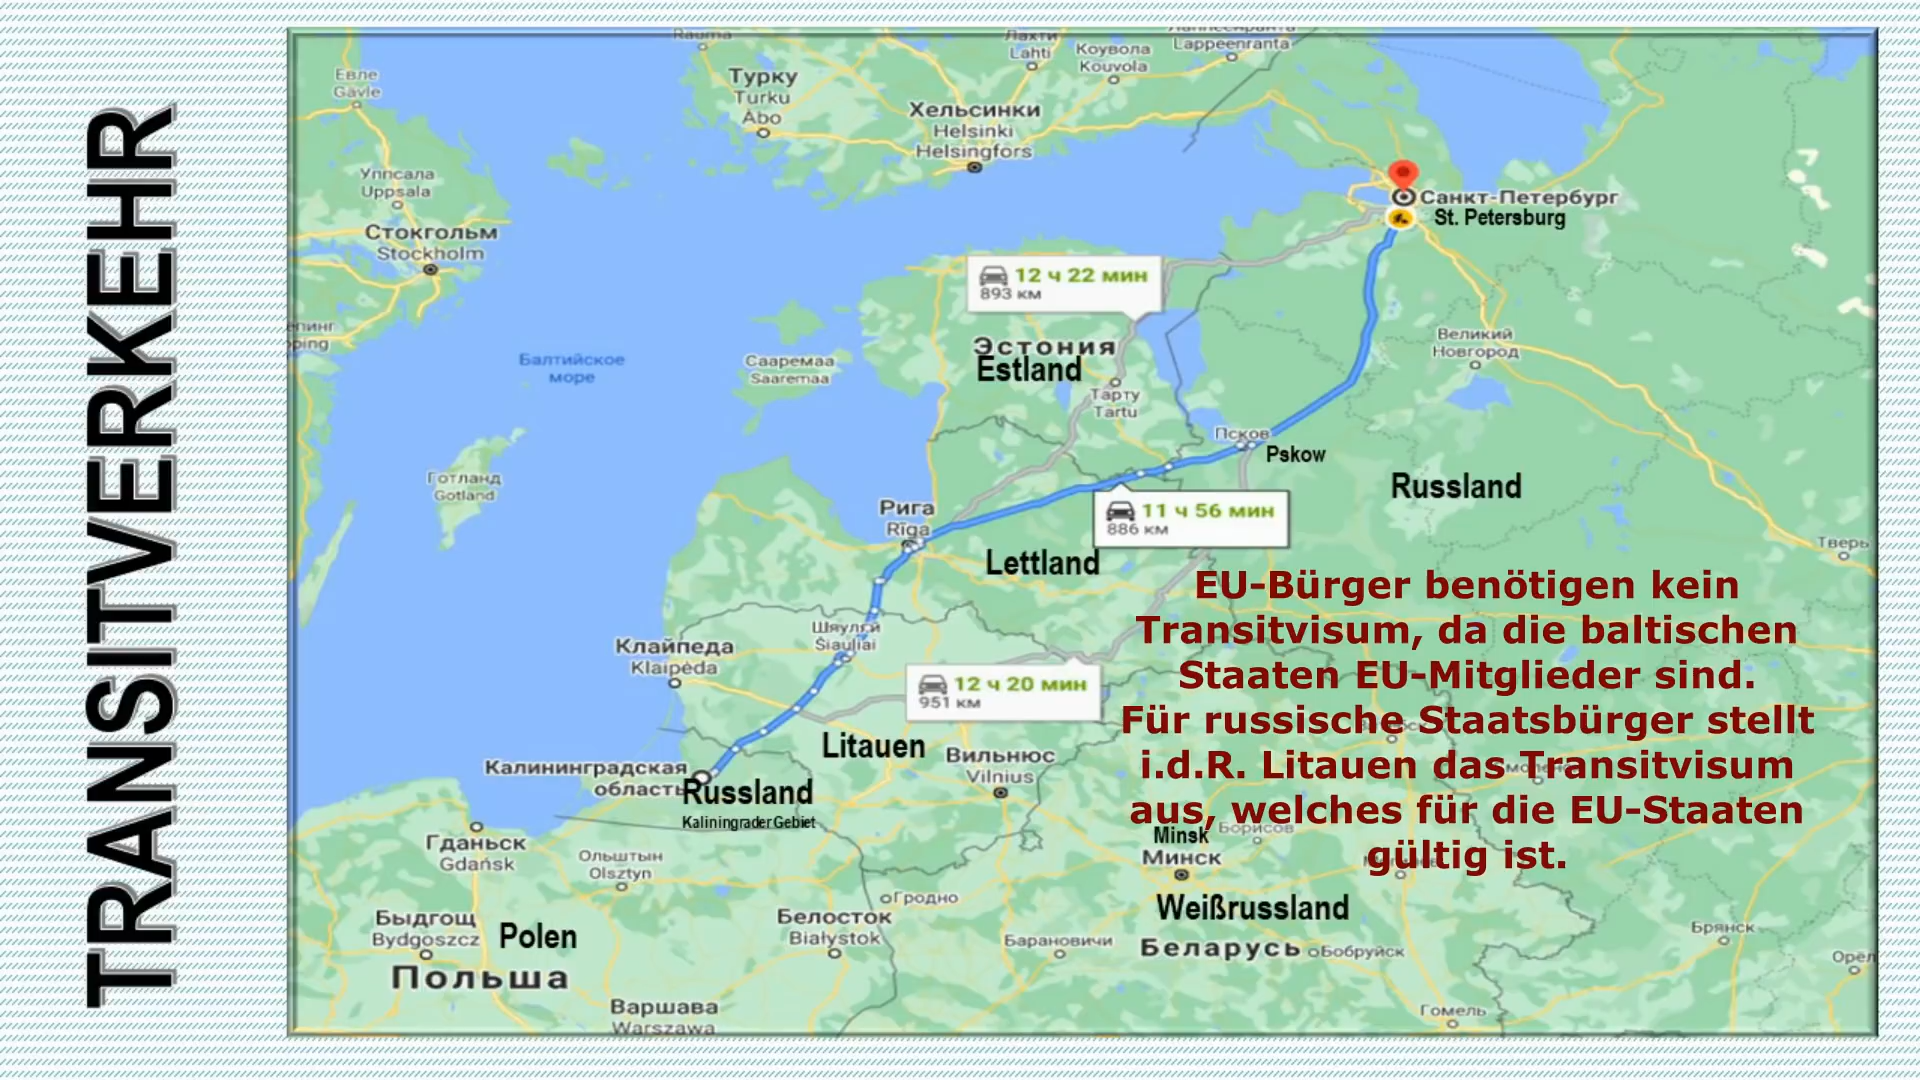 TRANSITVERKEHR
Rauma
Лахти
Lahti
Коувола
Kouvola
Lappeenranta
Евле
Gävle
Турку
Turku
Åbo
Хельсинки
Helsinki
Helsingfors
Уппсала
Uppsala
Стокгольм
Stockholm
Санкт-Петербург
St. Petersburg
12 ч 22 мин
893 км
Эстония
Estland
Тарту
Tartu
Великий
Новгород
Балтийское
море
Сааремаа
Saaremaa
Псков
Pskow
Russland
Готланд
Gotland
Рига
Rīga
11 ч 56 мин
886 км
Lettland
Тверь
EU-Bürger benötigen kein
Transitvisum, da die baltischen
Staaten EU-Mitglieder sind.
Für russische Staatsbürger stellt
i.d.R. Litauen das Transitvisum
aus, welches für die EU-Staaten
gültig ist.
Шяуляй
Šiauliai
Клайпеда
Klaipėda
12 ч 20 мин
951 км
Litauen
Вильнюс
Vilnius
Калининградская
область
Russland
Kaliningrader Gebiet
Гданьск
Gdańsk
Ольштын
Olsztyn
Minsk
Минск
Борисов
Weißrussland
Беларусь
Бобруйск
Гродно
Белосток
Białystok
Барановичи
Быдгощ
Bydgoszcz
Polen
Польша
Варшава
Warszawa
Брянск
Орёл
Гомель